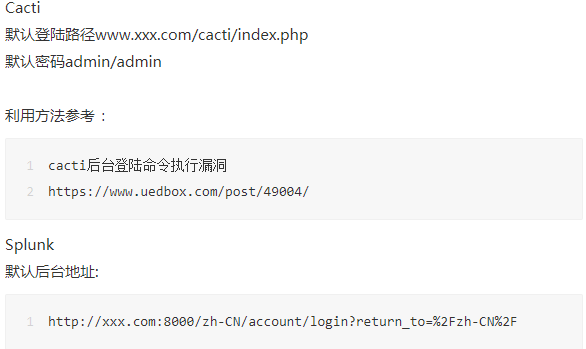 Cacti
默认登陆路径www.xxx.com/cacti/index.php
默认密码admin/admin
利用方法参考：
1 cacti后台登陆命令执行漏洞
2 https://www.uedbox.com/post/49004/
Splunk
默认后台地址:
1 http://xxx.com:8000/zh-CN/account/login?return_to=%2Fzh-CN%2F